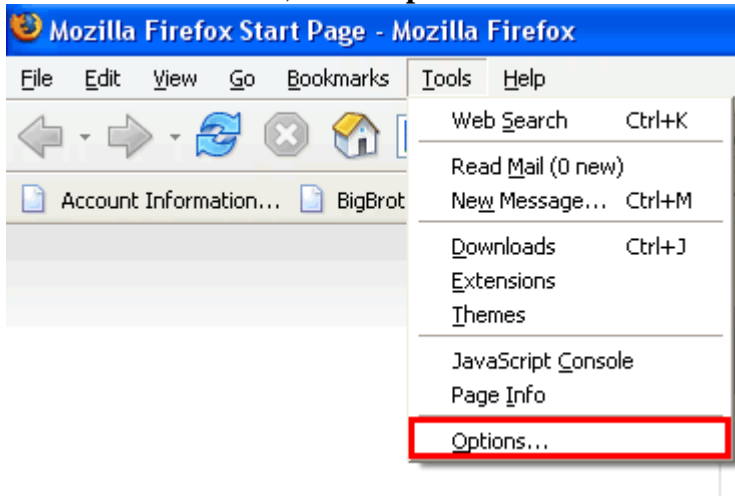 Mozilla Firefox Start Page - Mozilla Firefox
File Edit View Go Bookmarks Tools Help
Web Search Ctrl+K
Read Mail (0 new)
Account Information... BigBrot
New Message... Ctrl+M
Downloads Ctrl+J
Extensions
Themes
JavaScript Console
Page Info
Options...